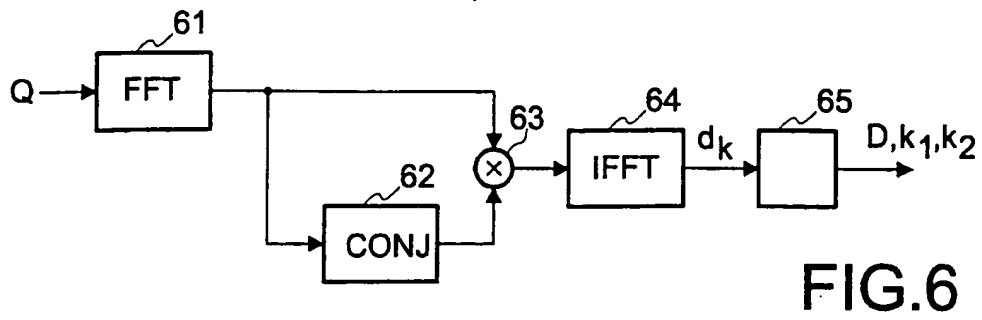 61
Q
FFT
62
CONJ
63
64
IFFT
d_k
65
D,k_1,k_2
FIG.6